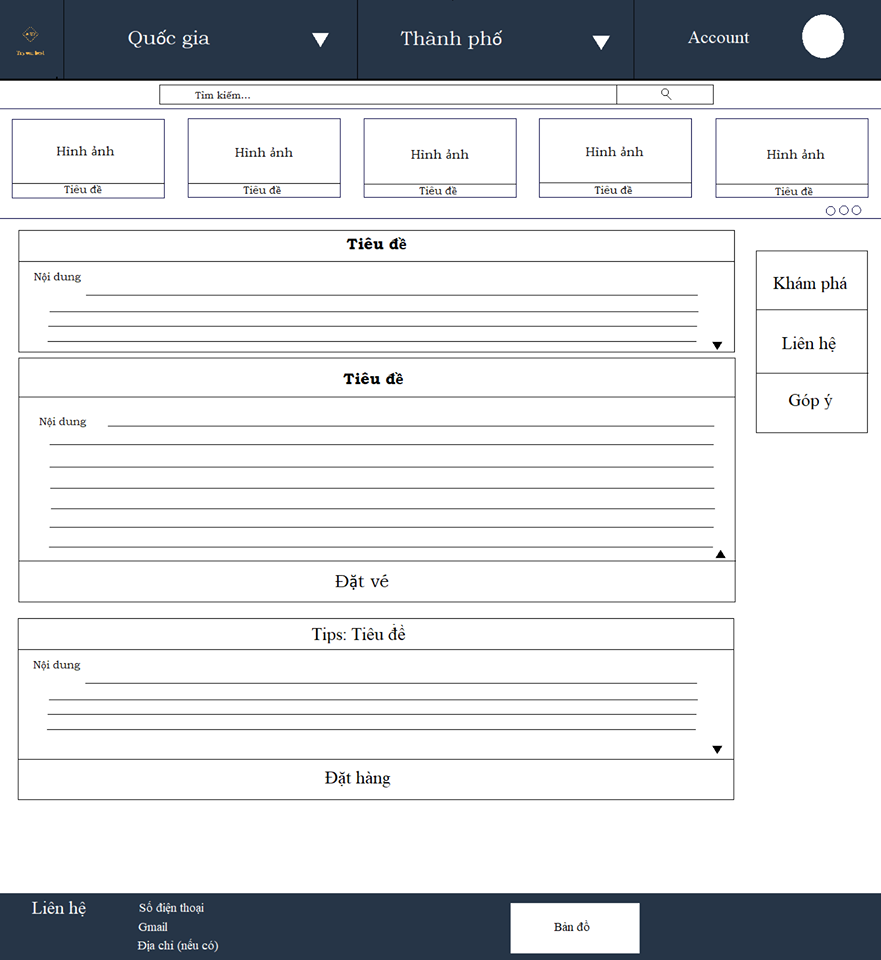 Quốc gia
Thành phố
Account
Tìm kiếm...
Hình ảnh
Hình ảnh
Hình ảnh
Hình ảnh
Hình ảnh
Tiêu đề
Tiêu đề
Tiêu đề
Tiêu đề
Tiêu đề
Tiêu đề
Nội dung
Khám phá
Liên hệ
Góp ý
Tiêu đề
Nội dung
Đặt vé
Tips: Tiêu đề
Nội dung
Đặt hàng
Liên hệ
Số điện thoại
Gmail
Địa chỉ (nếu có)
Bản đồ